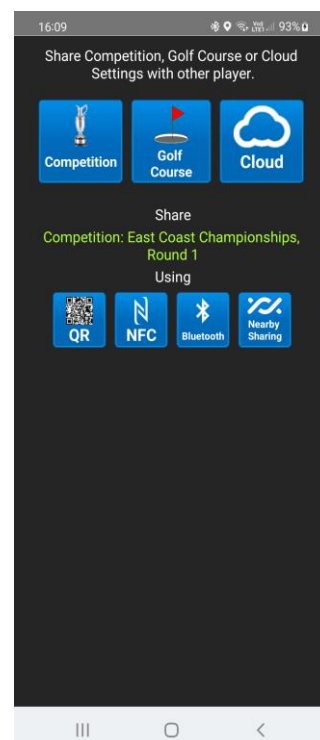 16:09
93%
Share Competition, Golf Course or Cloud
Settings with other player.
Competition
Golf
Course
Cloud
Share
Competition: East Coast Championships,
Round 1
Using
QR
NFC
Bluetooth
Nearby
Sharing